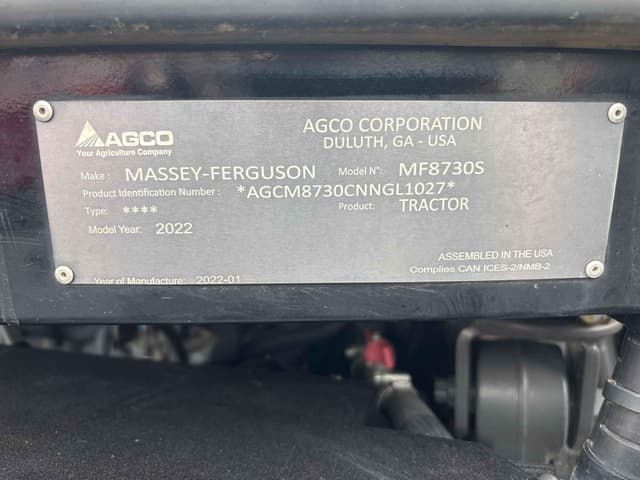 AGCO
Your Agriculture Company
AGCO CORPORATION
DULUTH, GA - USA
Make : MASSEY-FERGUSON Model N°: MF8730S
Product Identification Number : *AGCM8730CNNGL1027*
Type: **** Product: TRACTOR
Model Year: 2022
ASSEMBLED IN THE USA
Complies CAN ICES-2/NMB-2
Year of Manufacture: 2022-01